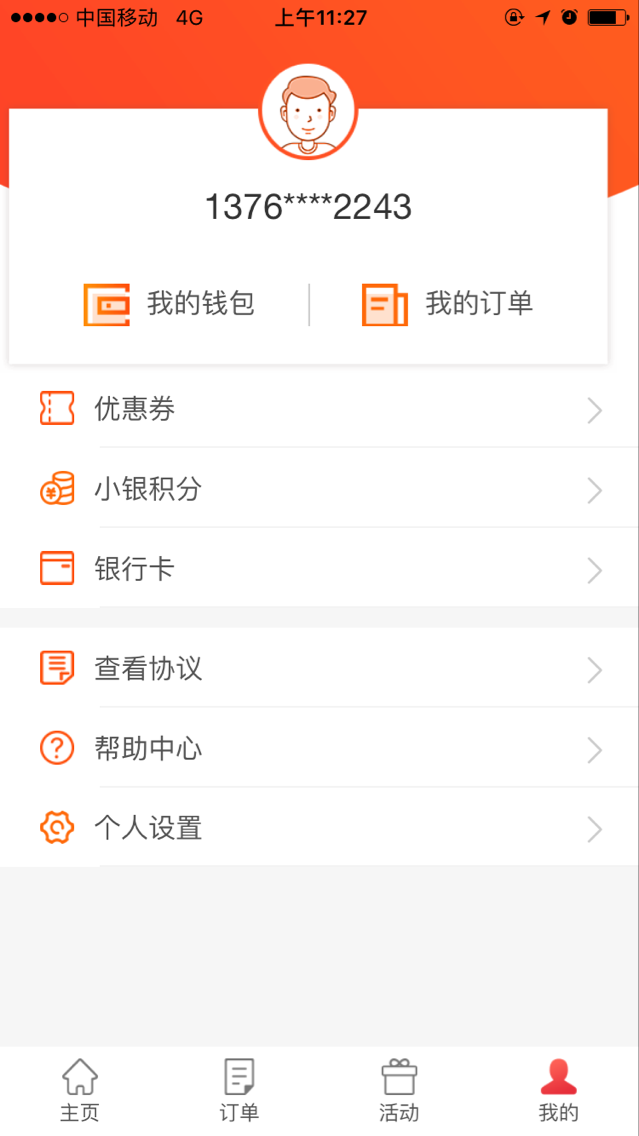 中国移动 4G 上午11:27
1376****2243
我的钱包 我的订单
优惠券
小银积分
银行卡
查看协议
帮助中心
个人设置
主页 订单 活动 我的